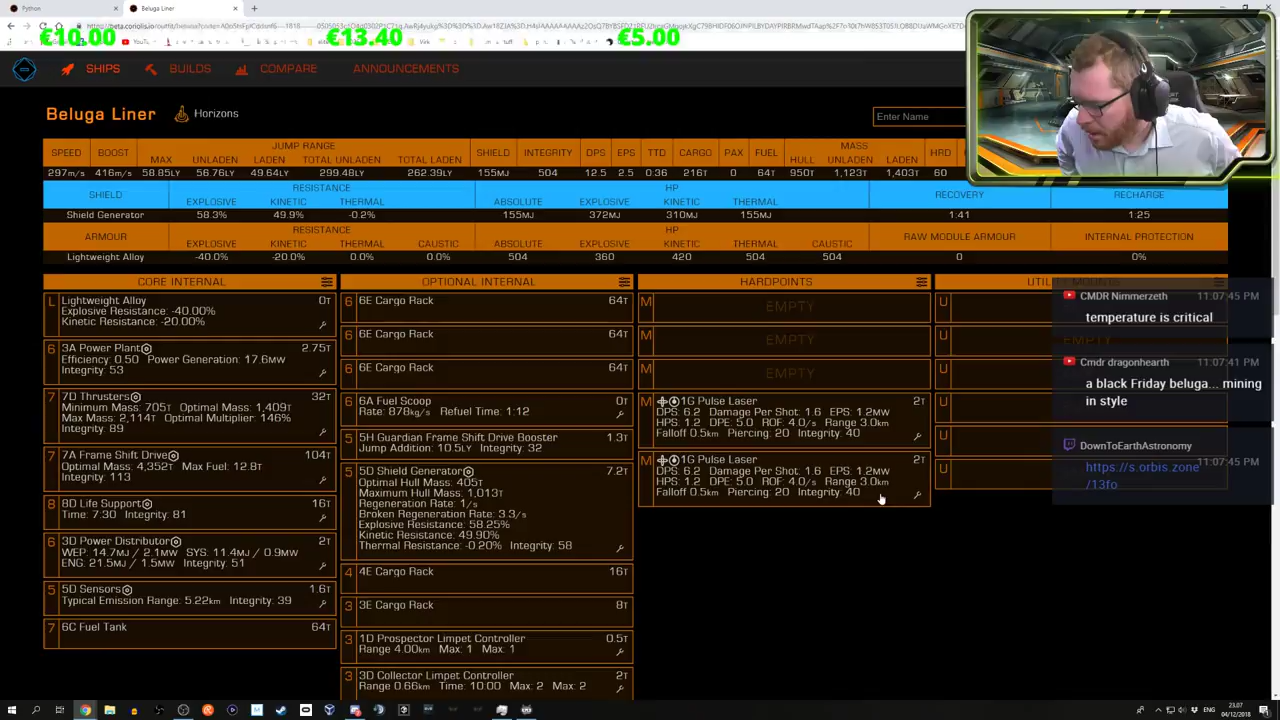 Python
Beluga Liner
€10.00
€13.40
€5.00
SHIPS
BUILDS
COMPARE
ANNOUNCEMENTS
Beluga Liner
Horizons
Enter Name
SPEED
BOOST
JUMP RANGE
MAX
UNLADEN
LADEN
TOTAL UNLADEN
TOTAL LADEN
SHIELD
INTEGRITY
DPS
EPS
TTD
CARGO
PAX
FUEL
MASS
HULL
UNLADEN
LADEN
HRD
297m/s 416m/s 58.85LY 56.76LY 49.64LY 299.48LY 262.39LY 155MJ 504 12.5 2.5 0:36 216T 0 64T 950T 1,123T 1,403T 60
SHIELD
RESISTANCE
EXPLOSIVE KINETIC THERMAL
HP
ABSOLUTE EXPLOSIVE KINETIC THERMAL
RECOVERY
RECHARGE
Shield Generator 58.3% 49.9% -0.2% 155MJ 372MJ 310MJ 155MJ 1:41 1:25
ARMOUR
RESISTANCE
EXPLOSIVE KINETIC THERMAL CAUSTIC
HP
ABSOLUTE EXPLOSIVE KINETIC THERMAL CAUSTIC
RAW MODULE ARMOUR
INTERNAL PROTECTION
Lightweight Alloy -40.0% -20.0% 0.0% 0.0% 504 360 420 504 504 0 0%
CORE INTERNAL
L Lightweight Alloy 0T
Explosive Resistance: -40.00%
Kinetic Resistance: -20.00%
6 3A Power Plant 2.75T
Efficiency: 0.50 Power Generation: 17.6MW
Integrity: 53
7 7D Thrusters 32T
Minimum Mass: 705T Optimal Mass: 1,409T
Max Mass: 2,114T Optimal Multiplier: 146%
Integrity: 89
7 7A Frame Shift Drive 104T
Optimal Mass: 4,352T Max Fuel: 12.8T
Integrity: 113
8 8D Life Support 16T
Time: 7:30 Integrity: 81
6 3D Power Distributor 2T
WEP: 14.7MJ / 2.1MW SYS: 11.4MJ / 0.9MW
ENG: 21.5MJ / 1.5MW Integrity: 51
5 5D Sensors 1.6T
Typical Emission Range: 5.22km Integrity: 39
7 6C Fuel Tank 64T
OPTIONAL INTERNAL
6 6E Cargo Rack 64T
6 6E Cargo Rack 64T
6 6E Cargo Rack 64T
6 6A Fuel Scoop 0T
Rate: 878kg/s Refuel Time: 1:12
5 5H Guardian Frame Shift Drive Booster 1.3T
Jump Addition: 10.5LY Integrity: 32
5 5D Shield Generator 7.2T
Optimal Hull Mass: 405T
Maximum Hull Mass: 1,013T
Regeneration Rate: 1/s
Broken Regeneration Rate: 3.3/s
Explosive Resistance: 58.25%
Kinetic Resistance: 49.90%
Thermal Resistance: -0.20% Integrity: 58
4 4E Cargo Rack 16T
3 3E Cargo Rack 8T
3 1D Prospector Limpet Controller 0.5T
Range 4.00km Max: 1 Max: 1
3 3D Collector Limpet Controller 2T
Range 0.66km Time: 10:00 Max: 2 Max: 2
HARDPOINTS
M EMPTY
M EMPTY
M EMPTY
M 1G Pulse Laser 2T
DPS: 6.2 Damage Per Shot: 1.6 EPS: 1.2MW
HPS: 1.2 DPE: 5.0 ROF: 4.0/s Range 3.0km
Falloff 0.5km Piercing: 20 Integrity: 40
M 1G Pulse Laser 2T
DPS: 6.2 Damage Per Shot: 1.6 EPS: 1.2MW
HPS: 1.2 DPE: 5.0 ROF: 4.0/s Range 3.0km
Falloff 0.5km Piercing: 20 Integrity: 40
U
U
U
U
U
U
CMDR Nimmerzeth 11:07:45 PM
temperature is critical
Cmdr dragonhearth 11:07:41 PM
a black Friday beluga... mining
in style
DownToEarthAstronomy 11:07:45 PM
https://s.orbis.zone
/13fo
ENG
23.07
04/12/2018